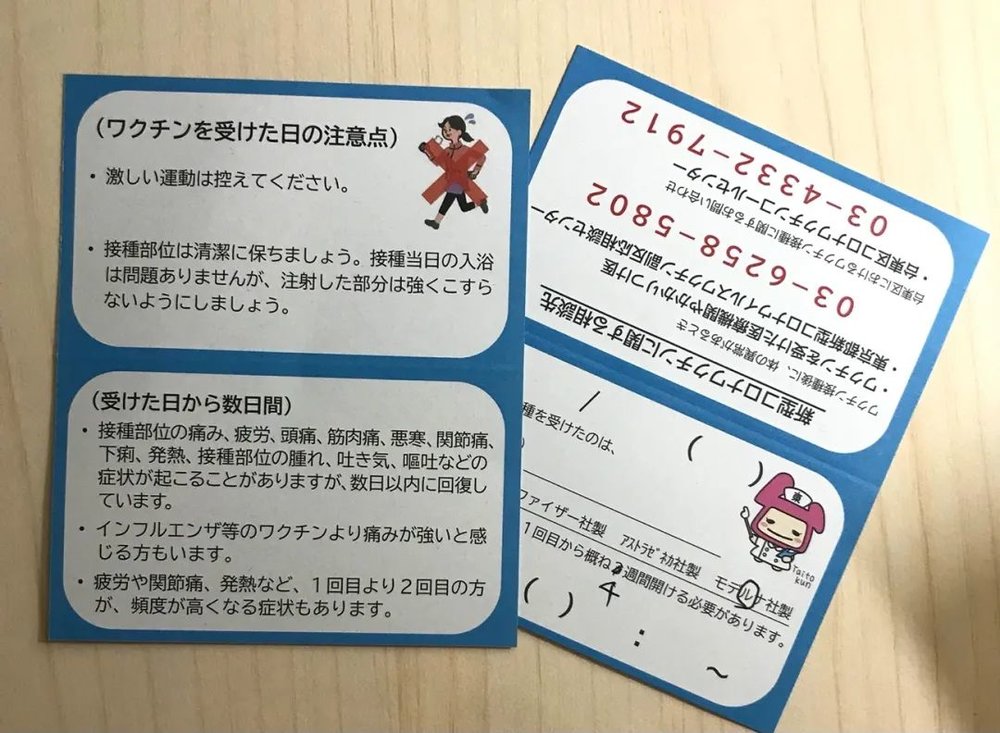 (ワクチンを受けた日の注意点)
・激しい運動は控えてください。
・接種部位は清潔に保ちましょう。接種当日の入浴
は問題ありませんが、注射した部分は強くこすら
ないようにしましょう。
(受けた日から数日間)
・接種部位の痛み、疲労、頭痛、筋肉痛、悪寒、関節痛、
下痢、発熱、接種部位の腫れ、吐き気、嘔吐などの
症状が起こることがありますが、数日以内に回復し
ています。
・インフルエンザ等のワクチンより痛みが強いと感
じる方もいます。
・疲労や関節痛、発熱など、1回目より2回目の方
が、頻度が高くなる症状もあります。
新型コロナワクチンに関する相談先
ワクチン接種後に、体の異常があるとき
・ワクチンを受けた医療機関やかかりつけ医
・東京都新型コロナウイルスワクチン副反応相談センター
03-6258-5802
台東区におけるワクチン接種に関するお問い合わせ
・台東区コロナワクチンコールセンター
03-4332-7912
種を受けたのは、
/ ( )
)
ファイザー社製 アストラゼネカ社製 モデルナ社製
1回目から概ね 週間開ける必要があります。
) ( : ~
Taito
kun